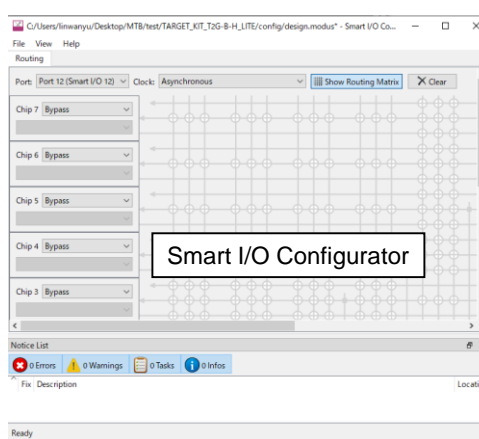 C:/Users/linwanyu/Desktop/MTB/test/TARGET_KIT_T2G-B-H_LITE/config/design.modus* - Smart I/O Co...
File View Help
Routing
Port: Port 12 (Smart I/O 12) Clock: Asynchronous Show Routing Matrix Clear
Chip 7 Bypass
Chip 6 Bypass
Chip 5 Bypass
Chip 4 Bypass
Smart I/O Configurator
Chip 3 Bypass
Notice List
0 Errors 0 Warnings 0 Tasks 0 Infos
Fix Description Locati
Ready